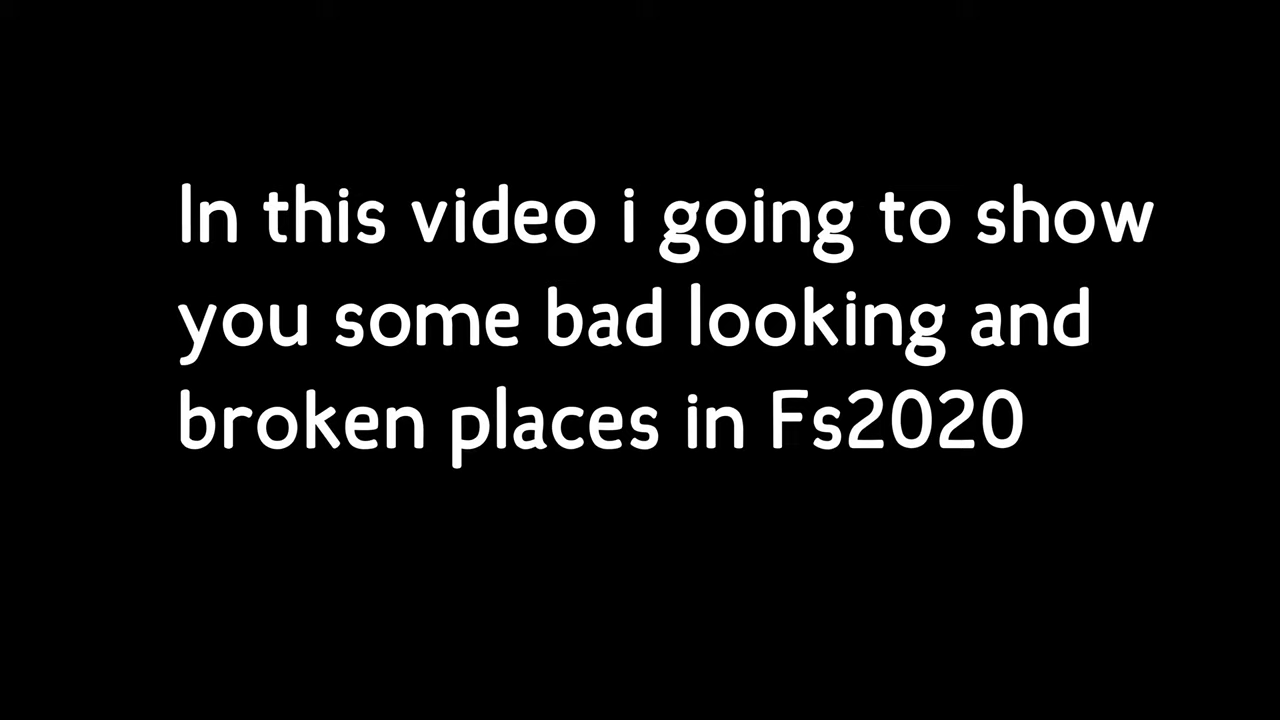 In this video i going to show
you some bad looking and
broken places in Fs2020